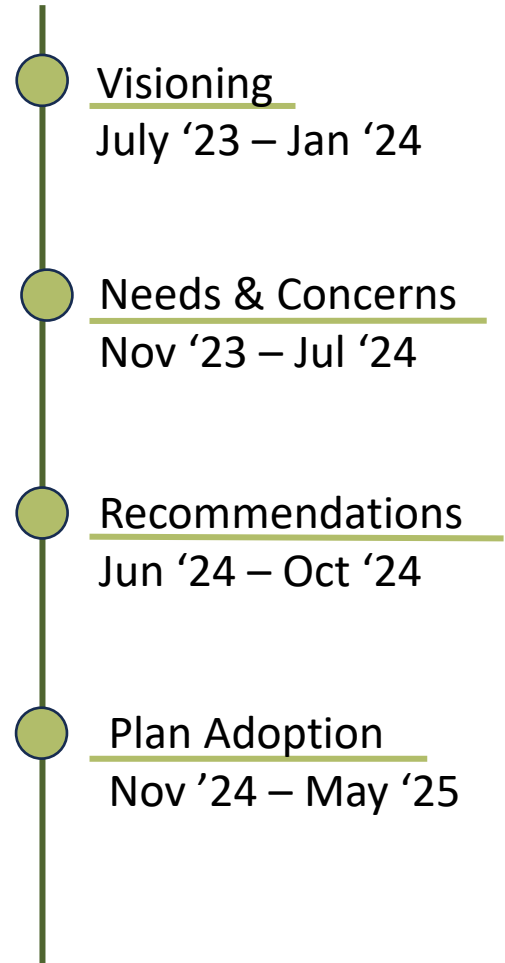 Visioning
July ‘23 – Jan ‘24
Needs & Concerns
Nov ‘23 – Jul ‘24
Recommendations
Jun ‘24 – Oct ‘24
Plan Adoption
Nov ’24 – May ‘25